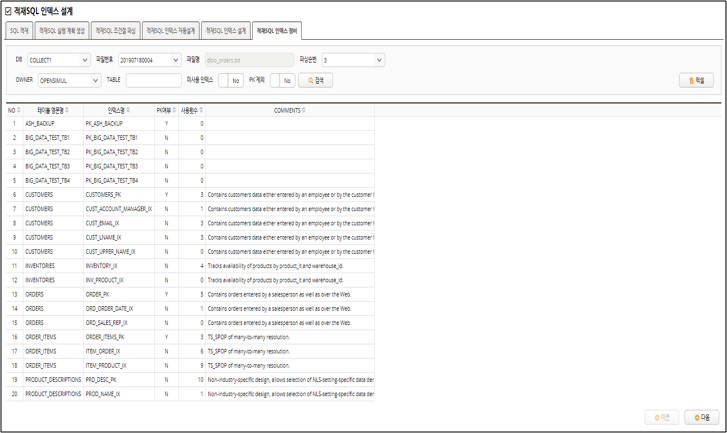 적재SQL 인덱스 설계
SQL 적재 적재SQL 실행 계획 생성 적재SQL 조건절 파싱 적재SQL 인덱스 자동설계 적재SQL 인덱스 설계 적재SQL 인덱스 정비
DB COLLECT1 파일번호 201907180004 파일명 dbio_orders.txt 파싱순번 3
OWNER OPENSIMUL TABLE 미사용 인덱스 No PK 제외 No 검색 엑셀
NO 테이블 영문명 인덱스명 PK여부 사용횟수 COMMENTS
1 ASH_BACKUP PK_ASH_BACKUP Y 0
2 BIG_DATA_TEST_TB1 PK_BIG_DATA_TEST_TB1 N 0
3 BIG_DATA_TEST_TB2 PK_BIG_DATA_TEST_TB2 N 0
4 BIG_DATA_TEST_TB3 PK_BIG_DATA_TEST_TB3 N 0
5 BIG_DATA_TEST_TB4 PK_BIG_DATA_TEST_TB4 N 0
6 CUSTOMERS CUSTOMERS_PK Y 3 Contains customers data either entered by an employee or by the customer
7 CUSTOMERS CUST_ACCOUNT_MANAGER_IX N 1 Contains customers data either entered by an employee or by the customer
8 CUSTOMERS CUST_EMAIL_IX N 3 Contains customers data either entered by an employee or by the customer
9 CUSTOMERS CUST_LNAME_IX N 3 Contains customers data either entered by an employee or by the customer
10 CUSTOMERS CUST_UPPER_NAME_IX N 0 Contains customers data either entered by an employee or by the customer
11 INVENTORIES INVENTORY_IX N 4 Tracks availability of products by product_it and warehouse_id.
12 INVENTORIES INV_PRODUCT_IX N 0 Tracks availability of products by product_it and warehouse_id.
13 ORDERS ORDER_PK Y 5 Contains orders entered by a salesperson as well as over the Web.
14 ORDERS ORD_ORDER_DATE_IX N 1 Contains orders entered by a salesperson as well as over the Web.
15 ORDERS ORD_SALES_REP_IX N 0 Contains orders entered by a salesperson as well as over the Web.
16 ORDER_ITEMS ORDER_ITEMS_PK Y 3 TS_SPOP of many-to-many resolution.
17 ORDER_ITEMS ITEM_ORDER_IX N 6 TS_SPOP of many-to-many resolution.
18 ORDER_ITEMS ITEM_PRODUCT_IX N 9 TS_SPOP of many-to-many resolution.
19 PRODUCT_DESCRIPTIONS PRD_DESC_PK N 10 Non-industry-specific design, allows selection of NLS-setting-specific data der
20 PRODUCT_DESCRIPTIONS PROD_NAME_IX N 1 Non-industry-specific design, allows selection of NLS-setting-specific data der
이전 다음